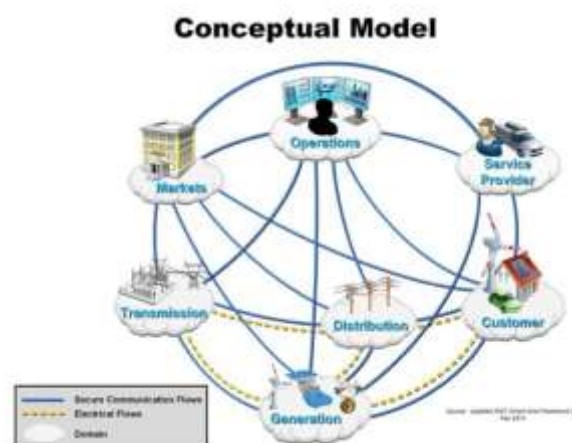 Conceptual Model
Operations
Markets
Service
Provider
Transmission
Distribution
Customer
Generation
Secure Communication Flows
Electrical Flows
Domain